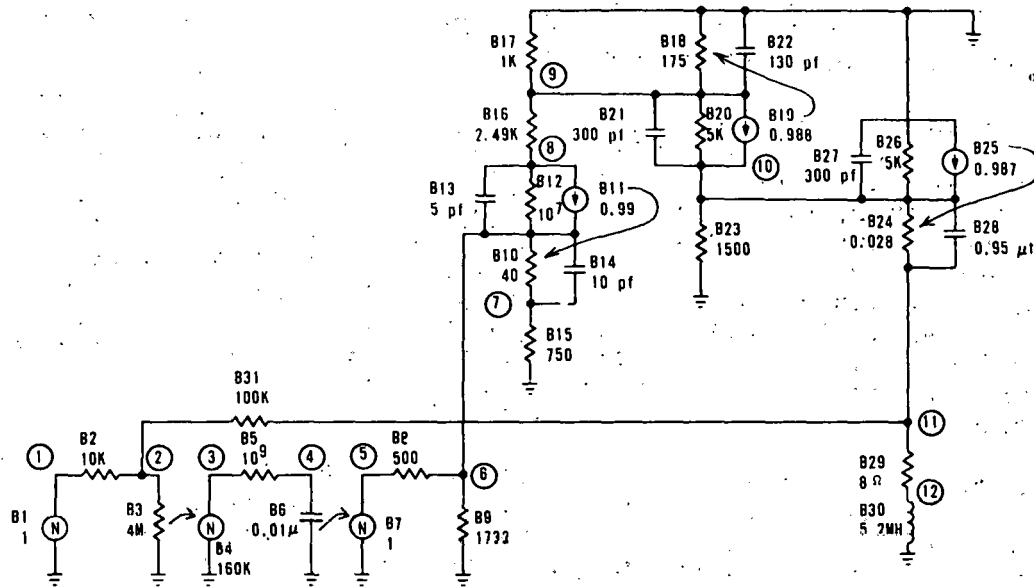 B17
1K
B18
175
B22
130 pf
9
B16
2.49K
B21
300 pf
B20
5K
B19
0.988
10
8
B13
5 pf
B12
10⁷
B11
0.99
B27
300 pf
B26
5K
B25
0.987
B10
40
B14
10 pf
B23
1500
B24
0.028
B28
0.95 μf
7
B15
750
B31
100K
11
1
B2
10K
2
3
B5
10⁹
4
5
500
6
B29
8 Ω
12
B1
1
N
B3
4M
N
B4
160K
B6
0.01μ
N
B7
1
B9
B30
5.2MH